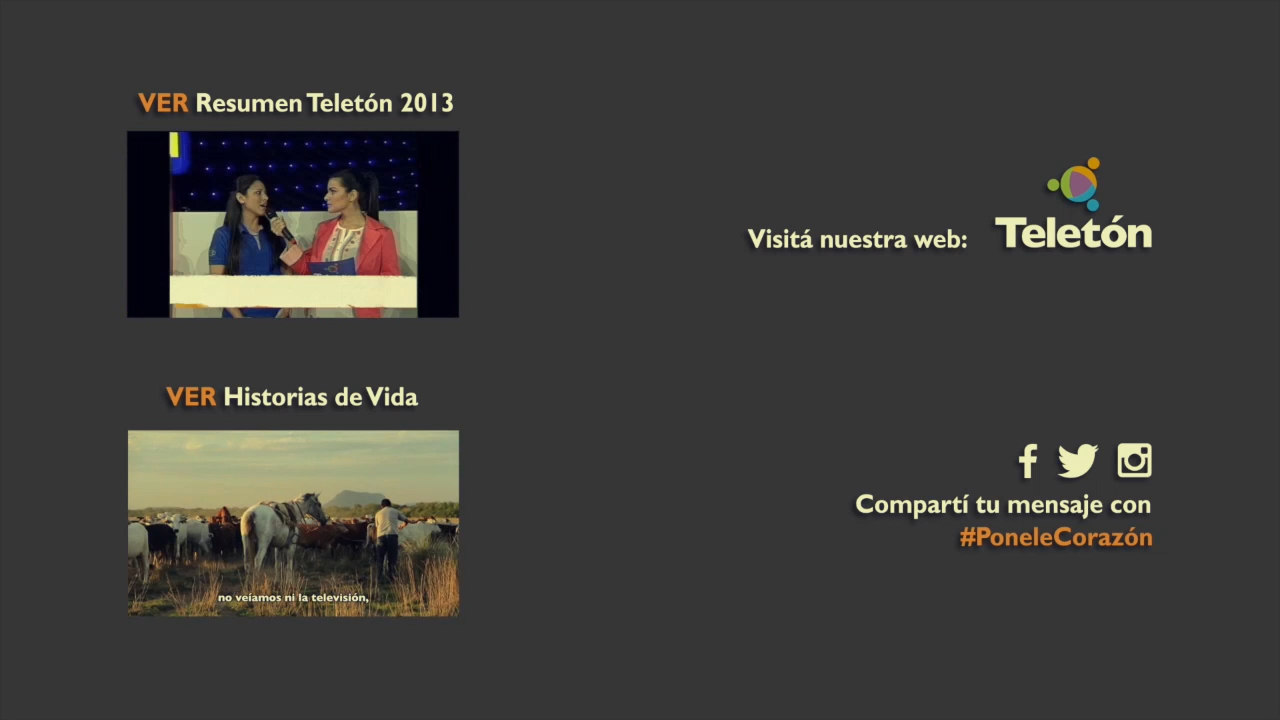 VER Resumen Teletón 2013
Visitá nuestra web:
Teletón
VER Historias de Vida
no veíamos ni la televisión,
Compartí tu mensaje con
#PoneleCorazón